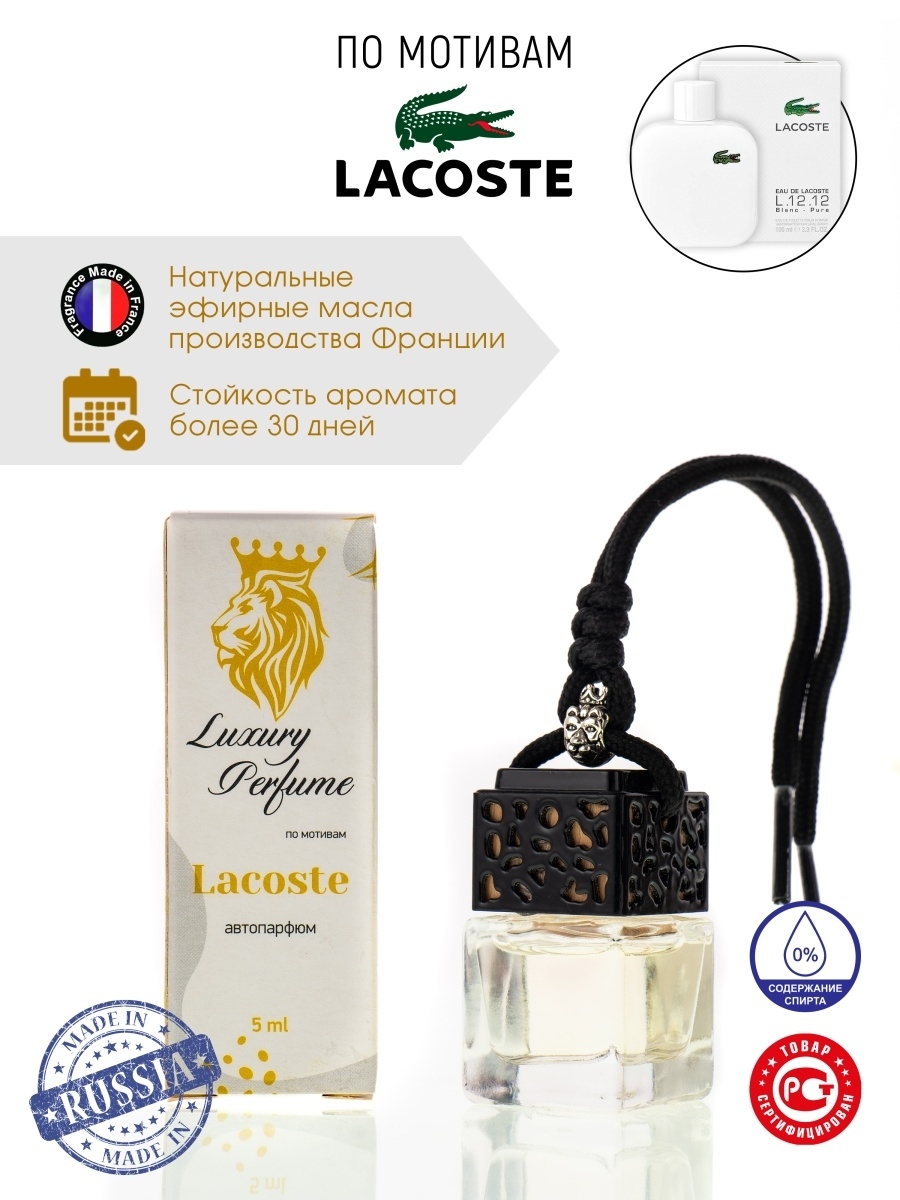 ПО МОТИВАМ
LACOSTE
LACOSTE
EAU DE LACOSTE
L.12.12
Blanc - Pure
Fragrance Made in France
Натуральные
эфирные масла
производства Франции
Стойкость аромата
более 30 дней
Luxury
Perfume
по мотивам
Lacoste
автопарфюм
5 ml
0%
СОДЕРЖАНИЕ
СПИРТА
MADE IN
RUSSIA
MADE IN
ТОВАР
РСТ
СЕРТИФИЦИРОВАН